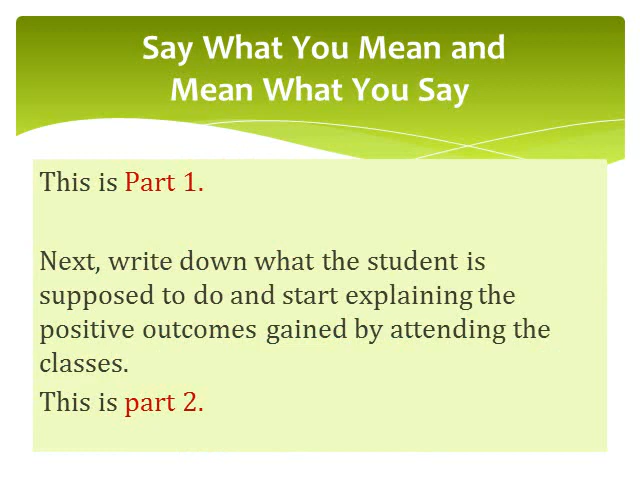 Say What You Mean and
Mean What You Say
This is Part 1.
Next, write down what the student is
supposed to do and start explaining the
positive outcomes gained by attending the
classes.
This is part 2.